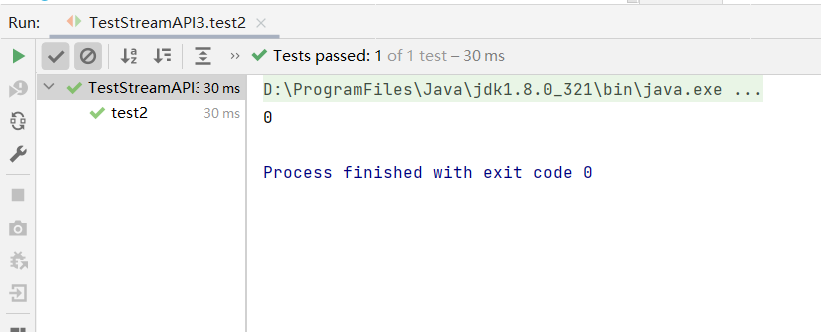 Run: TestStreamAPI3.test2
Tests passed: 1 of 1 test – 30 ms
TestStreamAPI3 30 ms
test2 30 ms
D:\ProgramFiles\Java\jdk1.8.0_321\bin\java.exe ...
0
Process finished with exit code 0